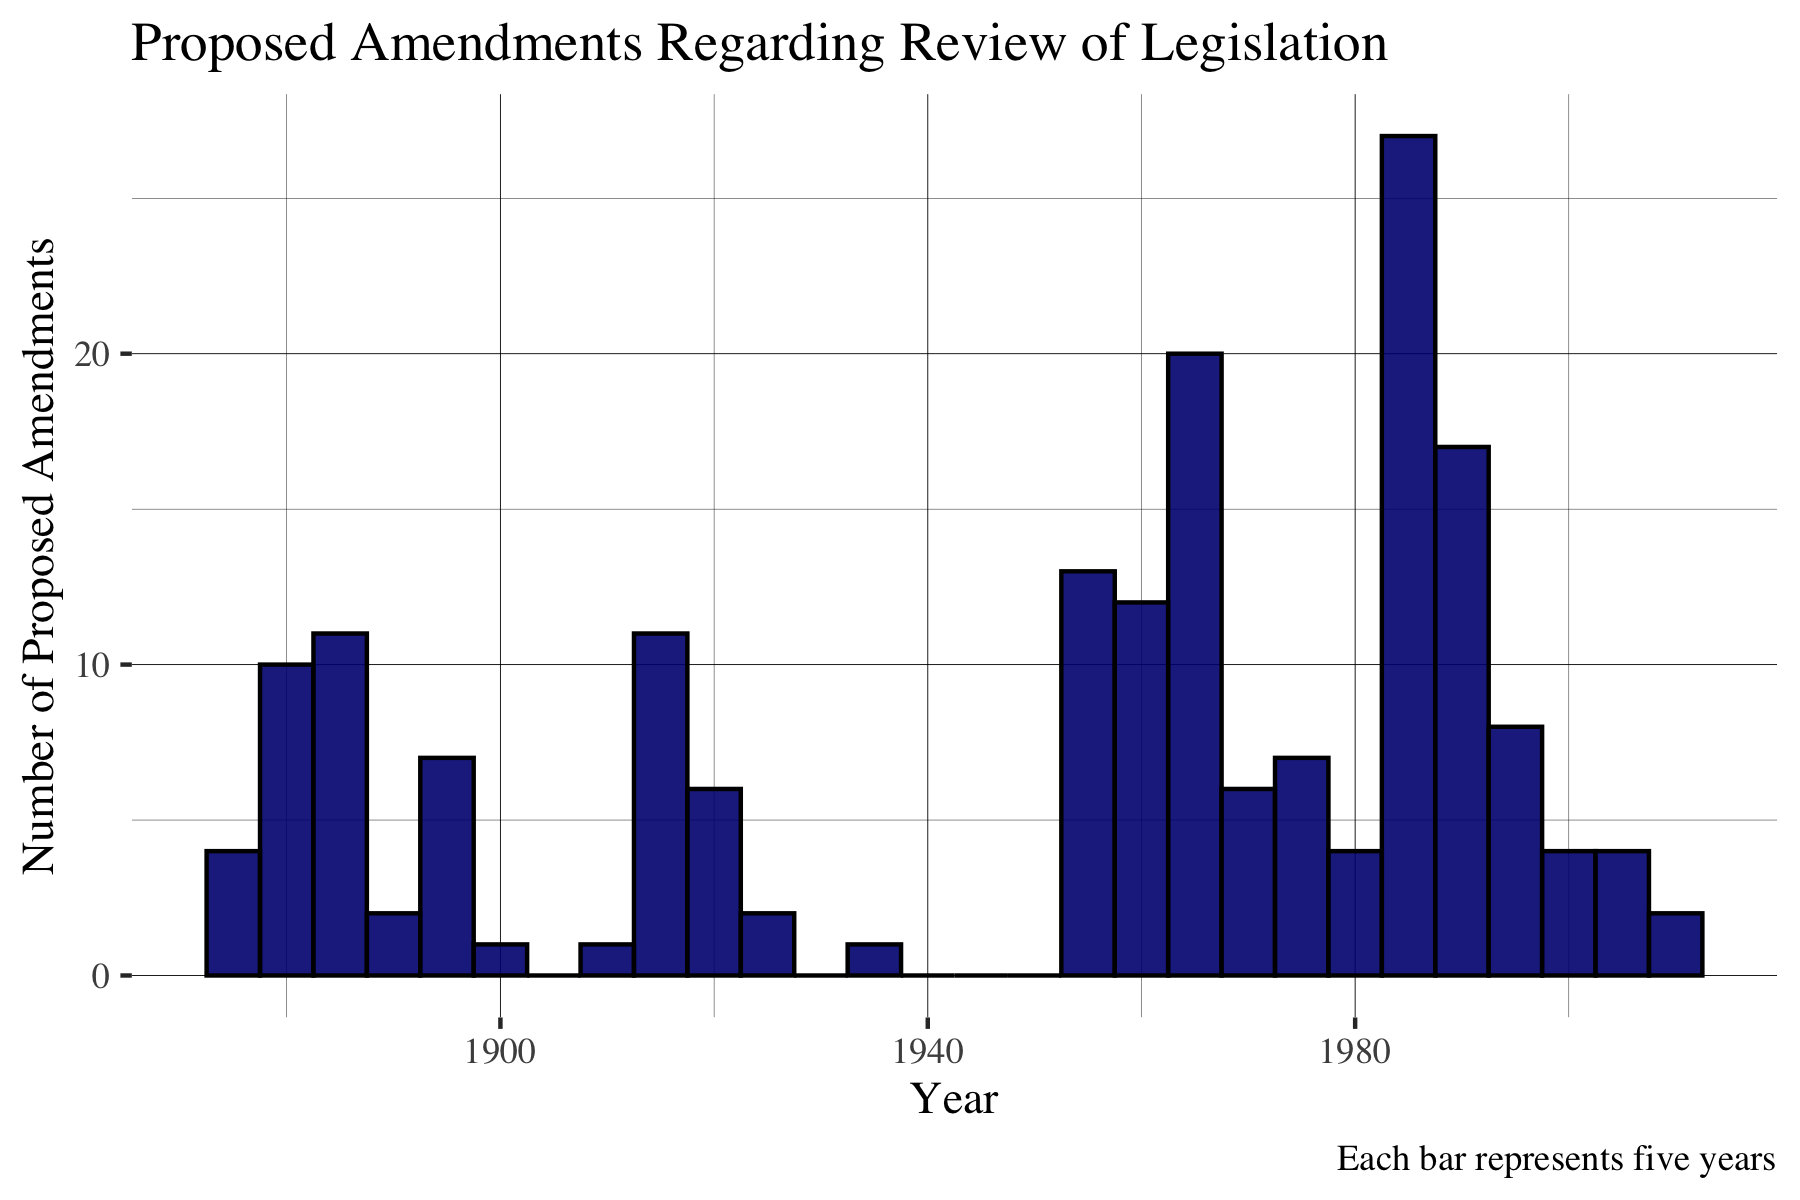 Proposed Amendments Regarding Review of Legislation
Number of Proposed Amendments
20
10
0
1900 1940 1980
Year
Each bar represents five years